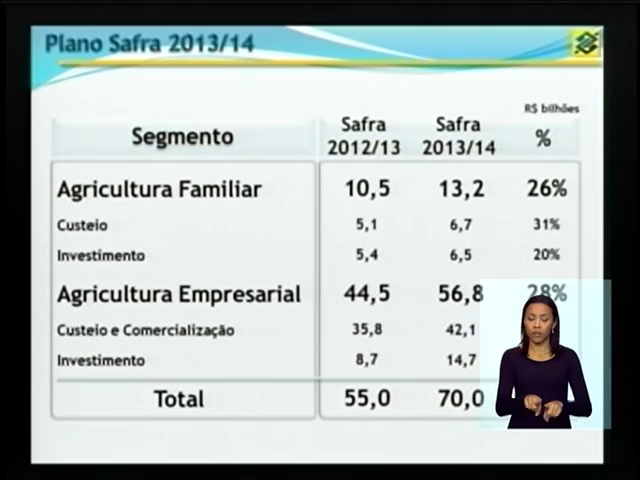 Plano Safra 2013/14
R$ bilhões
Segmento Safra 2012/13 Safra 2013/14 %
Agricultura Familiar 10,5 13,2 26%
Custeio 5,1 6,7 31%
Investimento 5,4 6,5 20%
Agricultura Empresarial 44,5 56,8 28%
Custeio e Comercialização 35,8 42,1
Investimento 8,7 14,7
Total 55,0 70,0